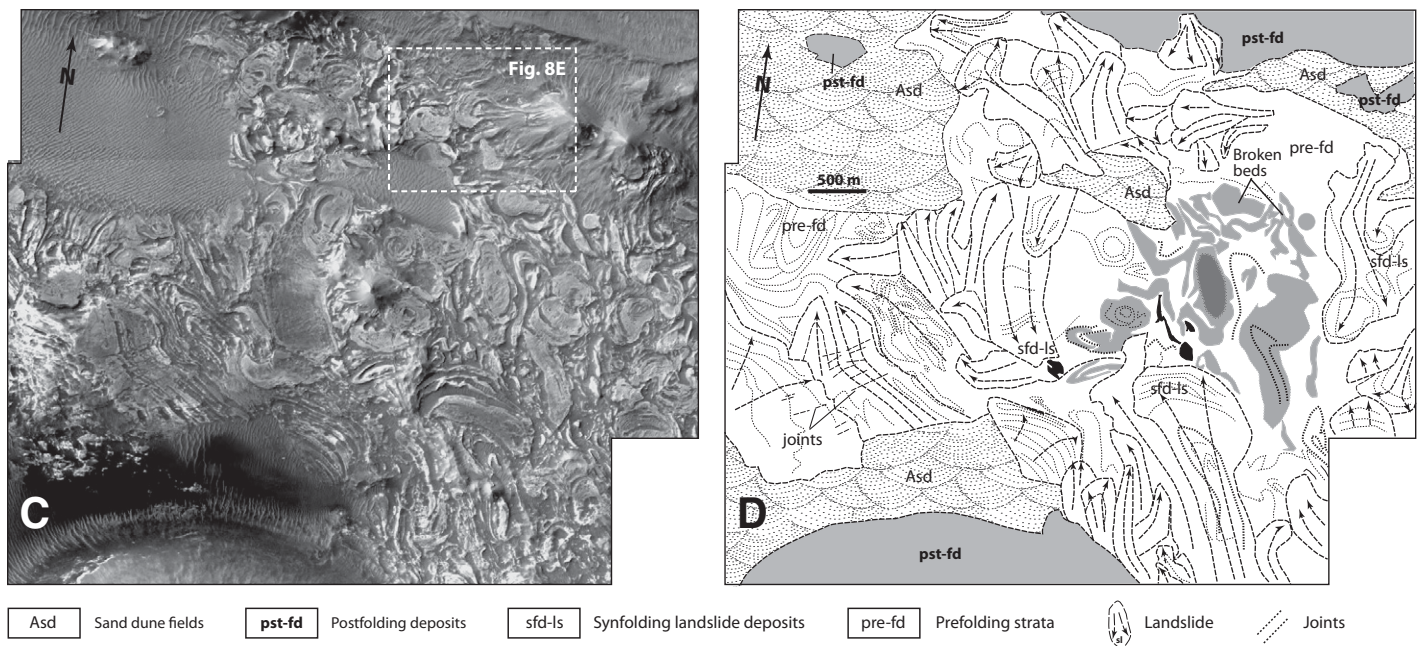 N
Fig. 8E
C
N
pst-fd
Asd
pst-fd
Asd
pst-fd
500 m
Broken
beds
pre-fd
Asd
pre-fd
sfd-ls
sfd-ls
sfd-ls
joints
Asd
D
pst-fd
Asd Sand dune fields pst-fd Postfolding deposits sfd-ls Synfolding landslide deposits pre-fd Prefolding strata sl Landslide Joints